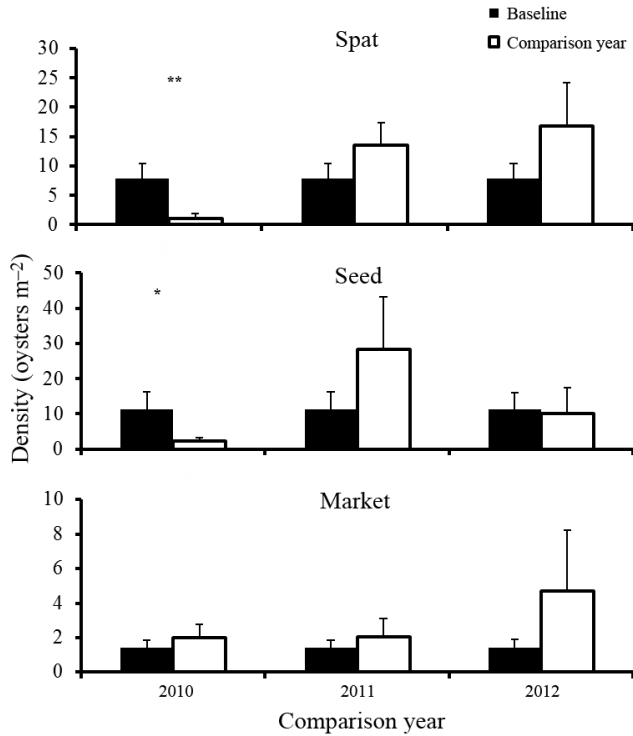 Baseline
Comparison year
Spat
30
25
20
15
10
5
0
**
Seed
50
40
30
20
10
0
*
Density (oysters m⁻²)
Market
10
8
6
4
2
0
2010 2011 2012
Comparison year